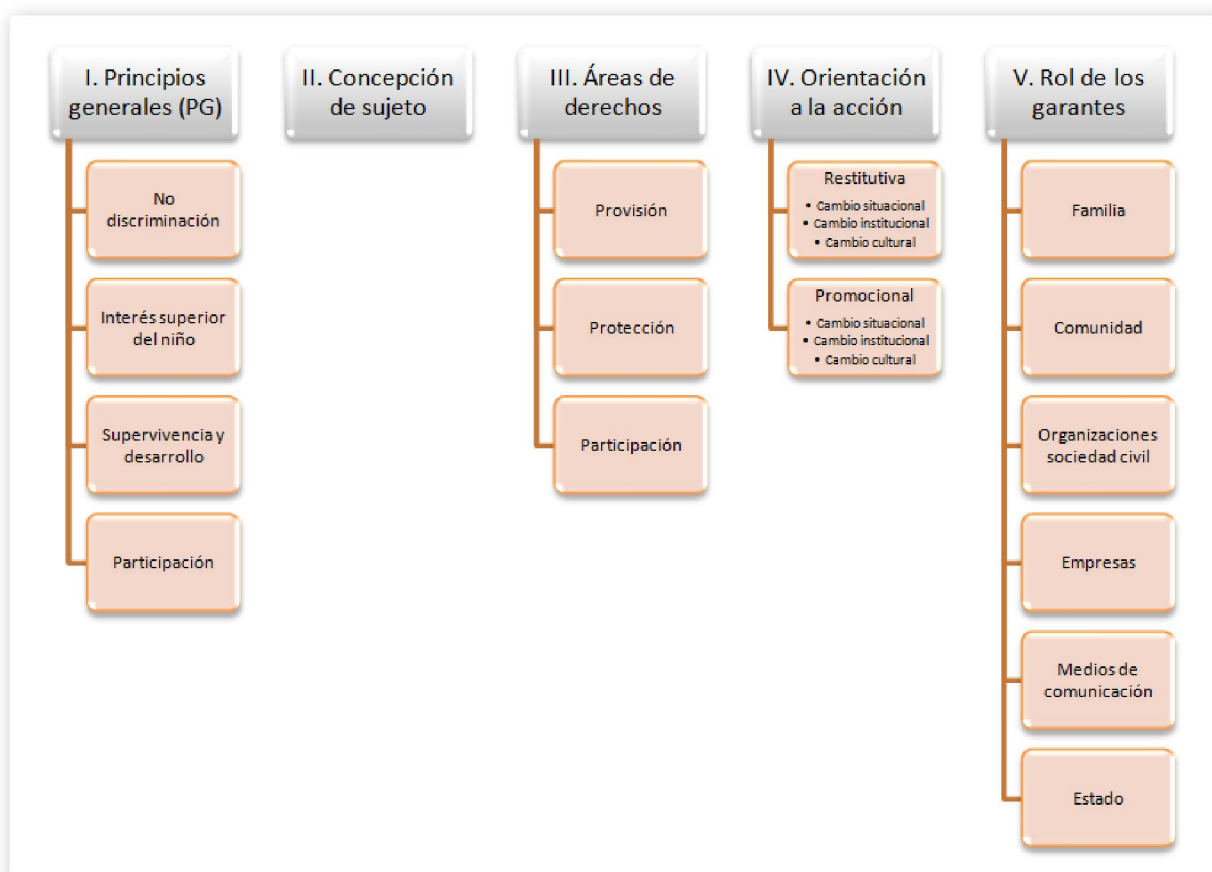 I. Principios
generales (PG)
No
discriminación
Interés superior
del niño
Supervivencia y
desarrollo
Participación
II. Concepción
de sujeto
III. Áreas de
derechos
Provisión
Protección
Participación
IV. Orientación
a la acción
Restitutiva
• Cambio situacional
• Cambio institucional
• Cambio cultural
Promocional
• Cambio situacional
• Cambio institucional
• Cambio cultural
V. Rol de los
garantes
Familia
Comunidad
Organizaciones
sociedad civil
Empresas
Medios de
comunicación
Estado